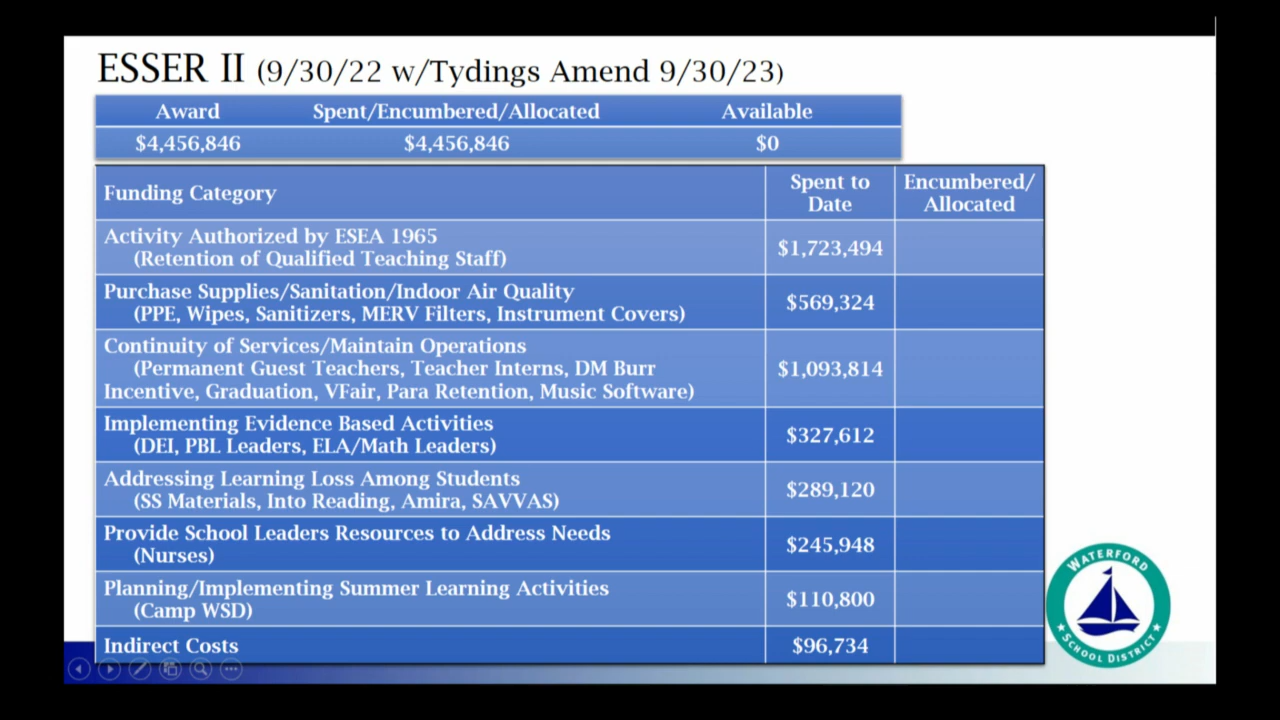 ESSER II (9/30/22 w/Tydings Amend 9/30/23)
Award Spent/Encumbered/Allocated Available
$4,456,846 $4,456,846 $0
Funding Category Spent to Date Encumbered/ Allocated
Activity Authorized by ESEA 1965
(Retention of Qualified Teaching Staff) $1,723,494
Purchase Supplies/Sanitation/Indoor Air Quality
(PPE, Wipes, Sanitizers, MERV Filters, Instrument Covers) $569,324
Continuity of Services/Maintain Operations
(Permanent Guest Teachers, Teacher Interns, DM Burr
Incentive, Graduation, VFair, Para Retention, Music Software) $1,093,814
Implementing Evidence Based Activities
(DEI, PBL Leaders, ELA/Math Leaders) $327,612
Addressing Learning Loss Among Students
(SS Materials, Into Reading, Amira, SAVVAS) $289,120
Provide School Leaders Resources to Address Needs
(Nurses) $245,948
Planning/Implementing Summer Learning Activities
(Camp WSD) $110,800
Indirect Costs $96,734
WATERFORD
SCHOOL DISTRICT